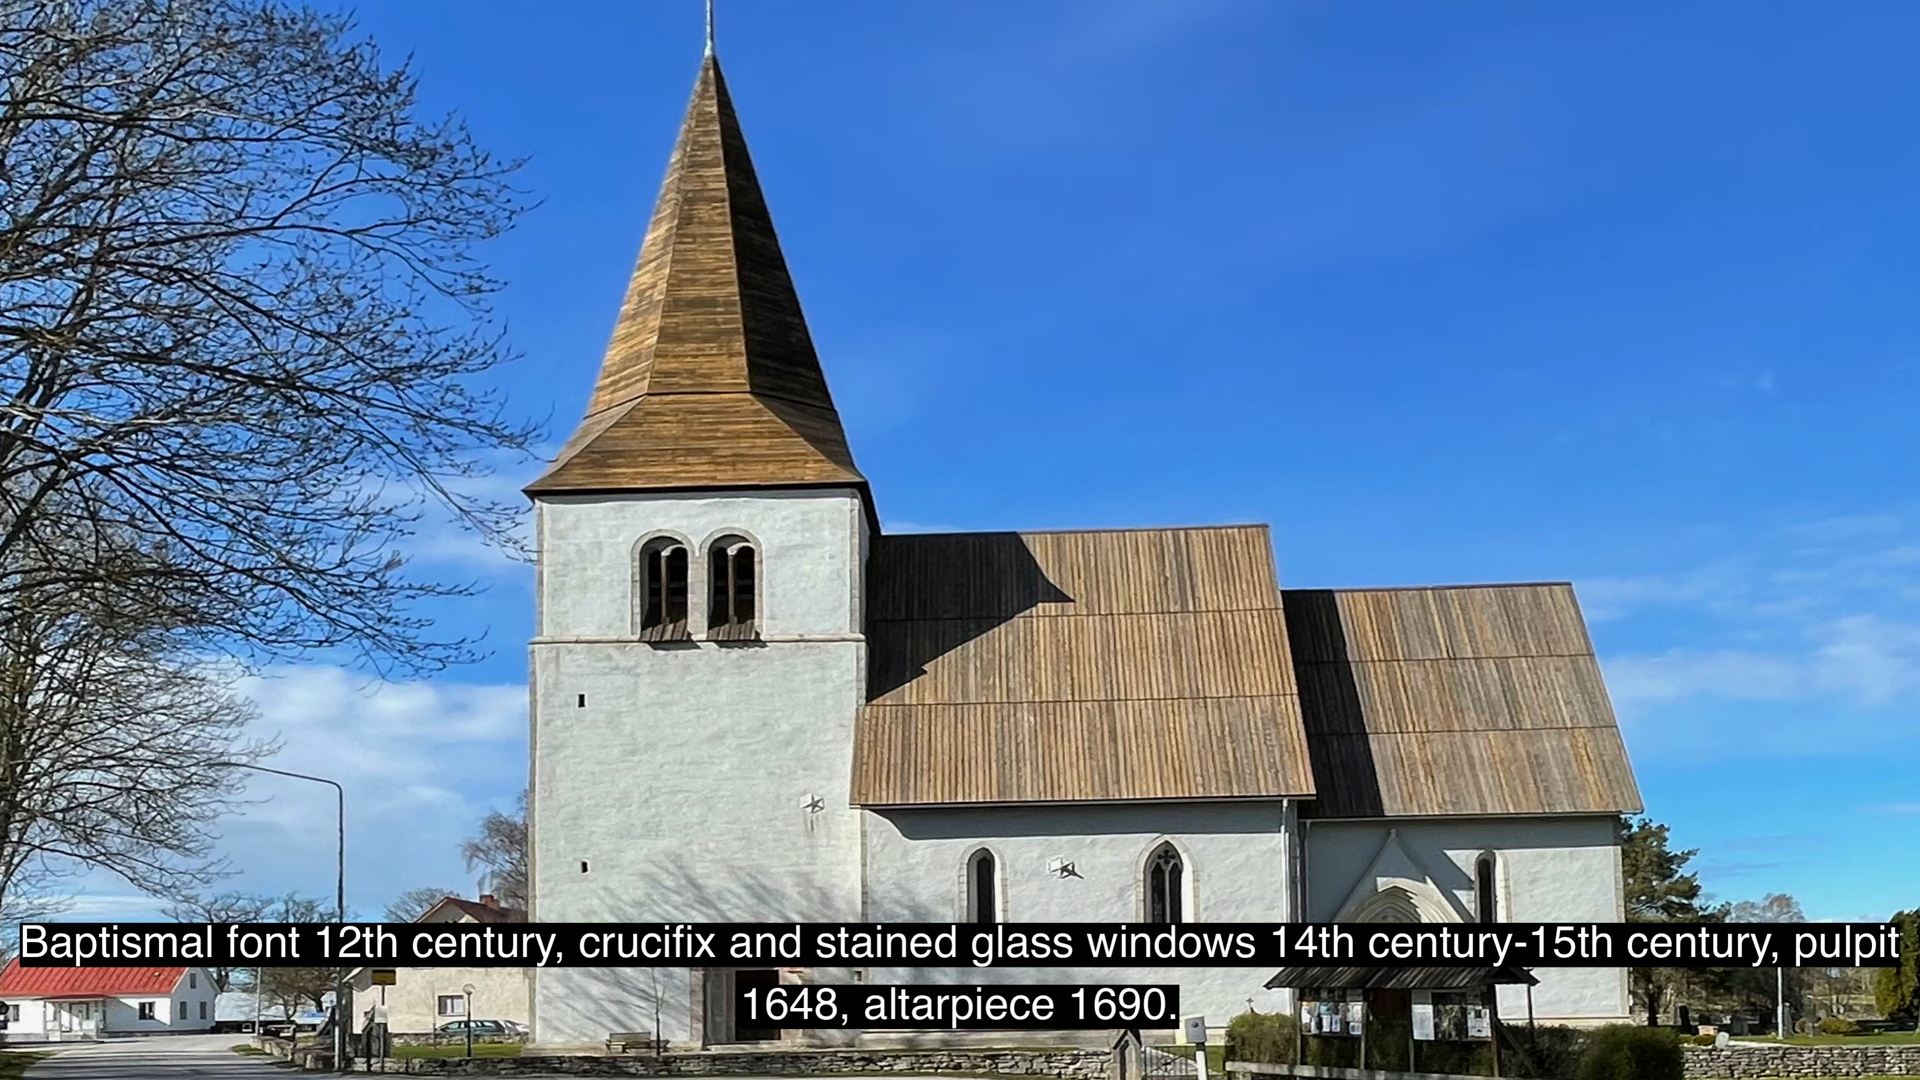 Baptismal font 12th century, crucifix and stained glass windows 14th century-15th century, pulpit
1648, altarpiece 1690.